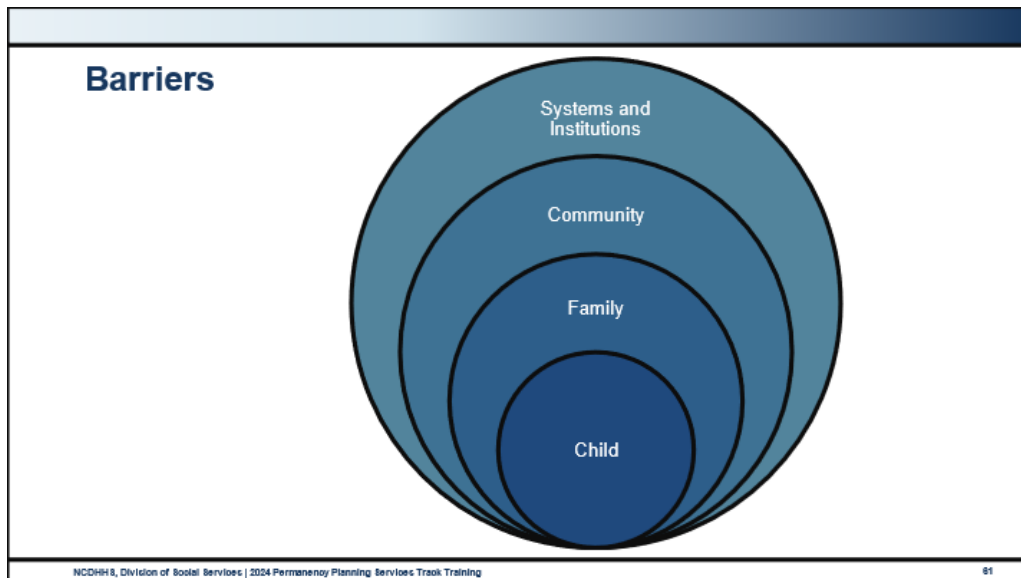 Barriers
Systems and
Institutions
Community
Family
Child
NCDHHS, Division of Social Services | 2024 Permanency Planning Services Track Training
61